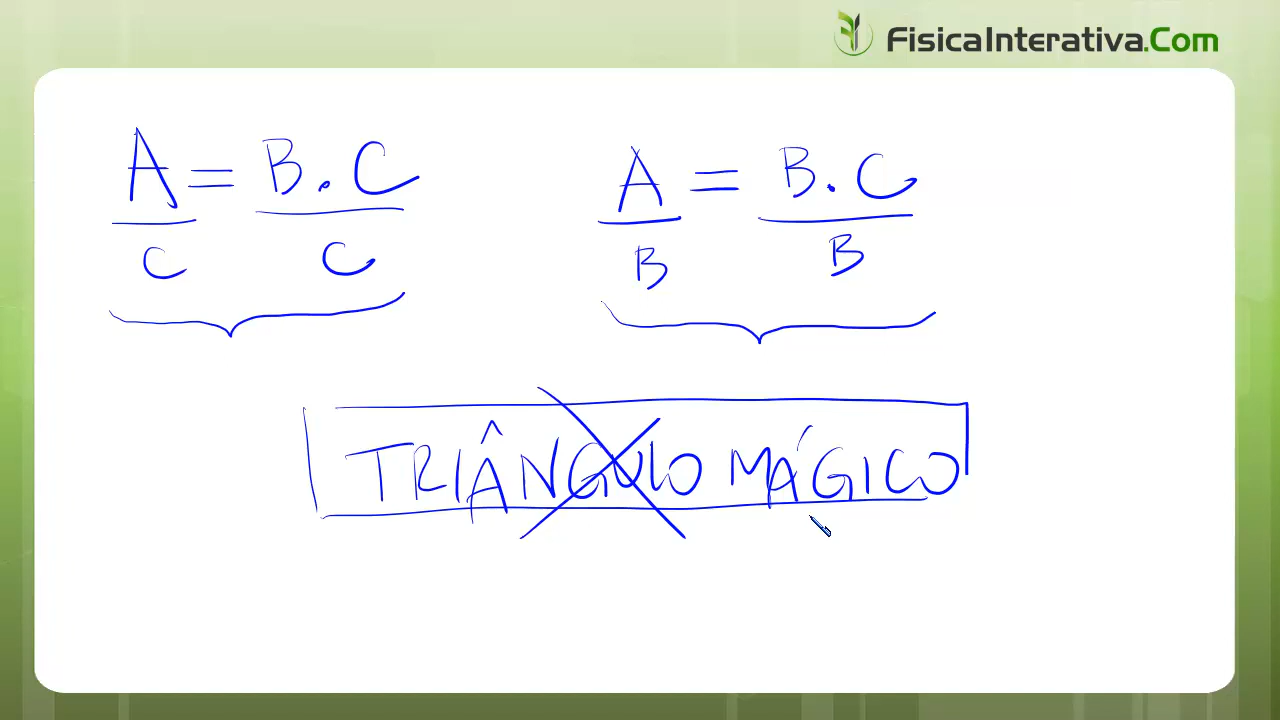 FisicaInterativa.Com
A = B.C
C C
A = B.C
B B
TRIÂNGULO MÁGICO